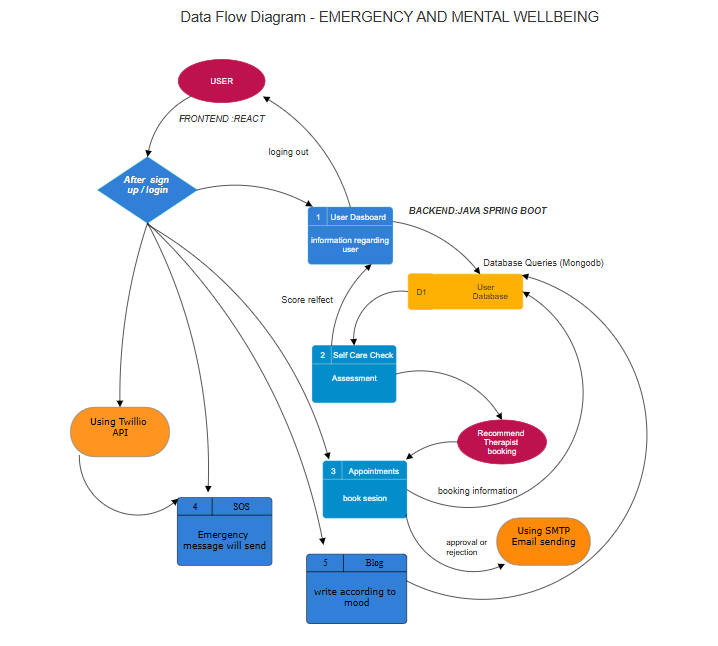 Data Flow Diagram - EMERGENCY AND MENTAL WELLBEING
USER
FRONTEND :REACT
loging out
After sign
up / login
1 User Dasboard
information regarding
user
BACKEND:JAVA SPRING BOOT
Database Queries (Mongodb)
D1 User
Database
Score relfect
2 Self Care Check
Assessment
Using Twillio
API
Recommend
Therapist
booking
3 Appointments
book sesion
booking information
4 SOS
Emergency
message will send
approval or
rejection
Using SMTP
Email sending
5 Blog
write according to
mood